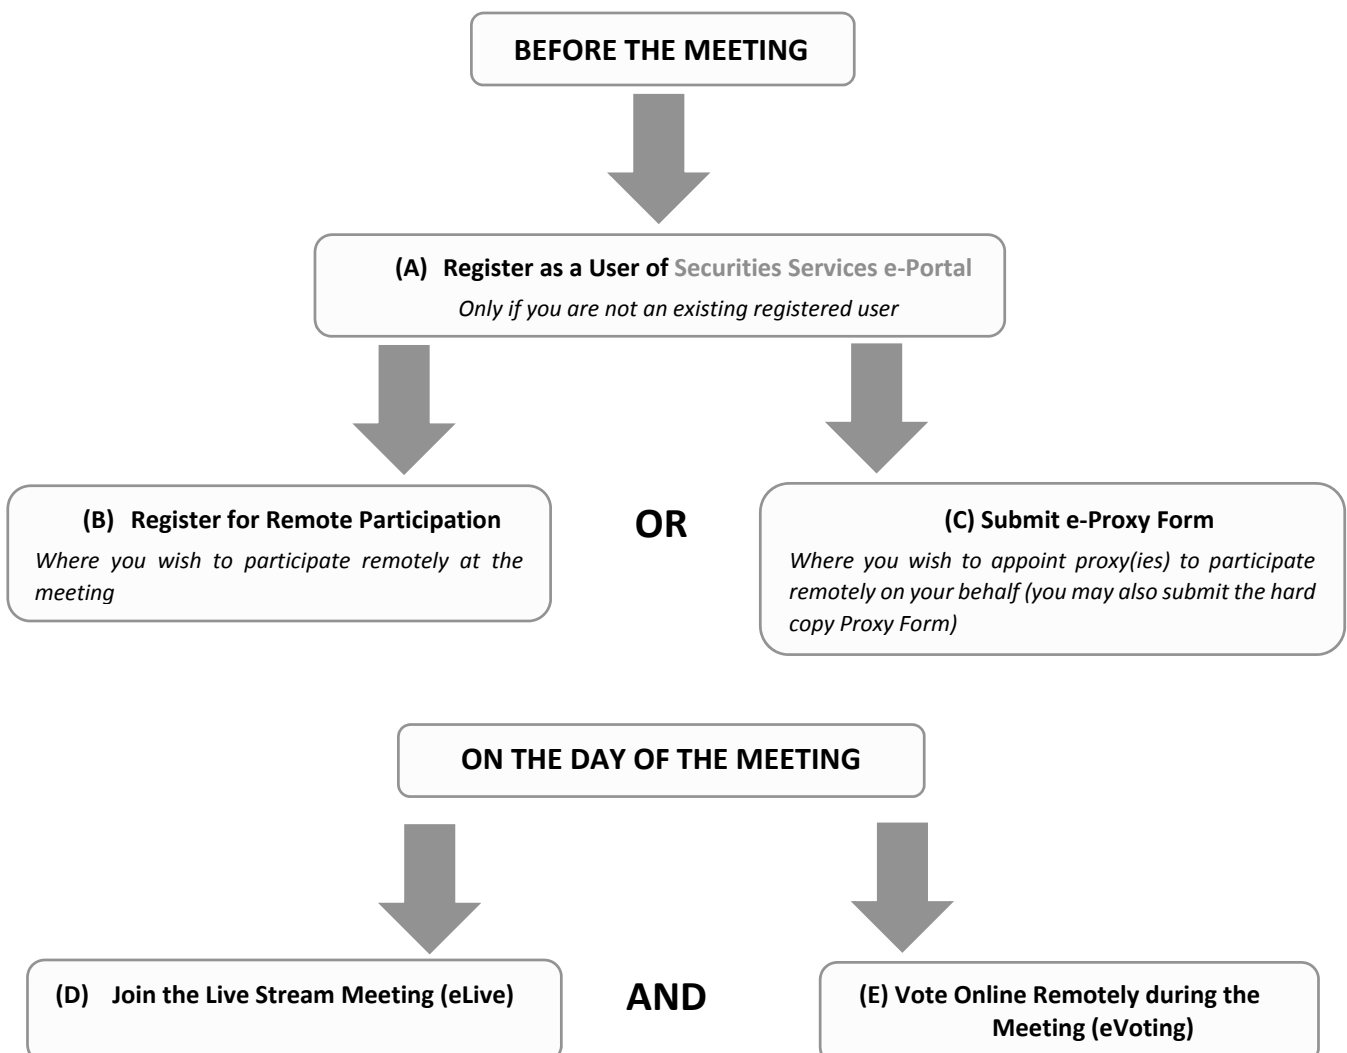 BEFORE THE MEETING
(A) Register as a User of Securities Services e-Portal
Only if you are not an existing registered user
(B) Register for Remote Participation
Where you wish to participate remotely at the
meeting
OR
(C) Submit e-Proxy Form
Where you wish to appoint proxy(ies) to participate
remotely on your behalf (you may also submit the hard
copy Proxy Form)
ON THE DAY OF THE MEETING
(D) Join the Live Stream Meeting (eLive)
AND
(E) Vote Online Remotely during the
Meeting (eVoting)